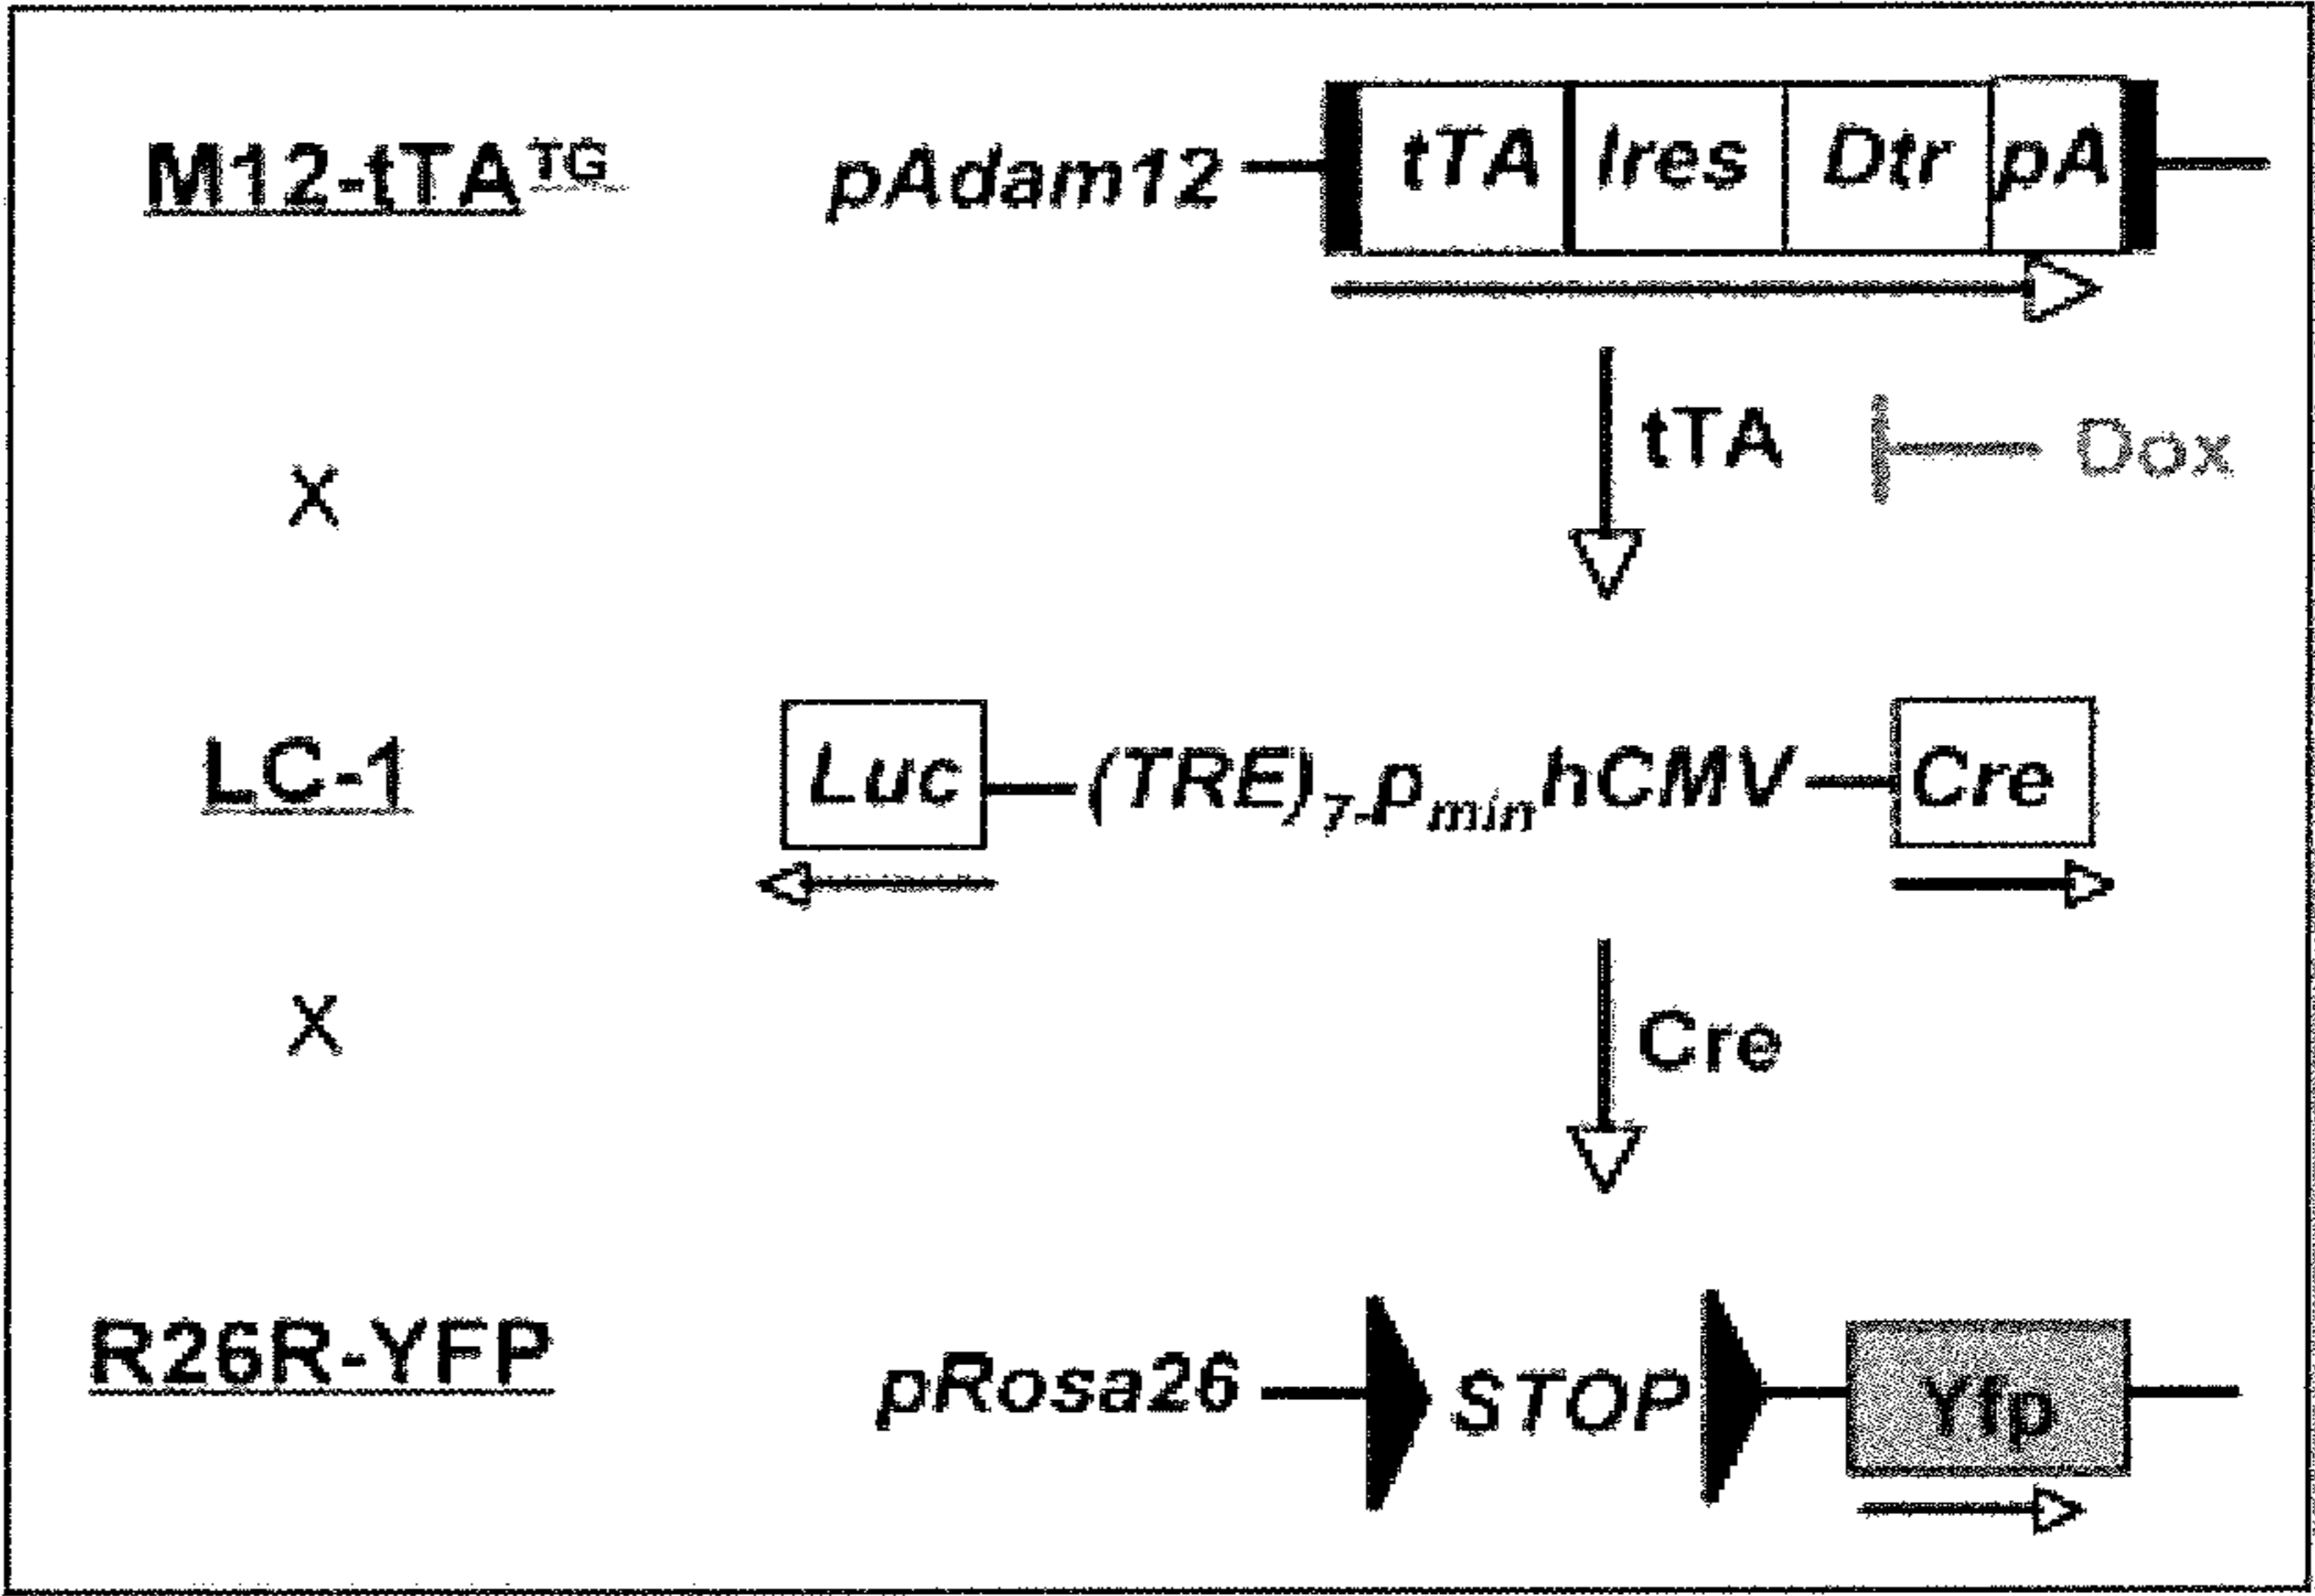 M12-tTA^TG pAdam12 tTA Ires Dtr pA
tTA Dox
X
LC-1 Luc (TRE)7-pminhCMV Cre
X
Cre
R26R-YFP pRosa26 STOP Yfp